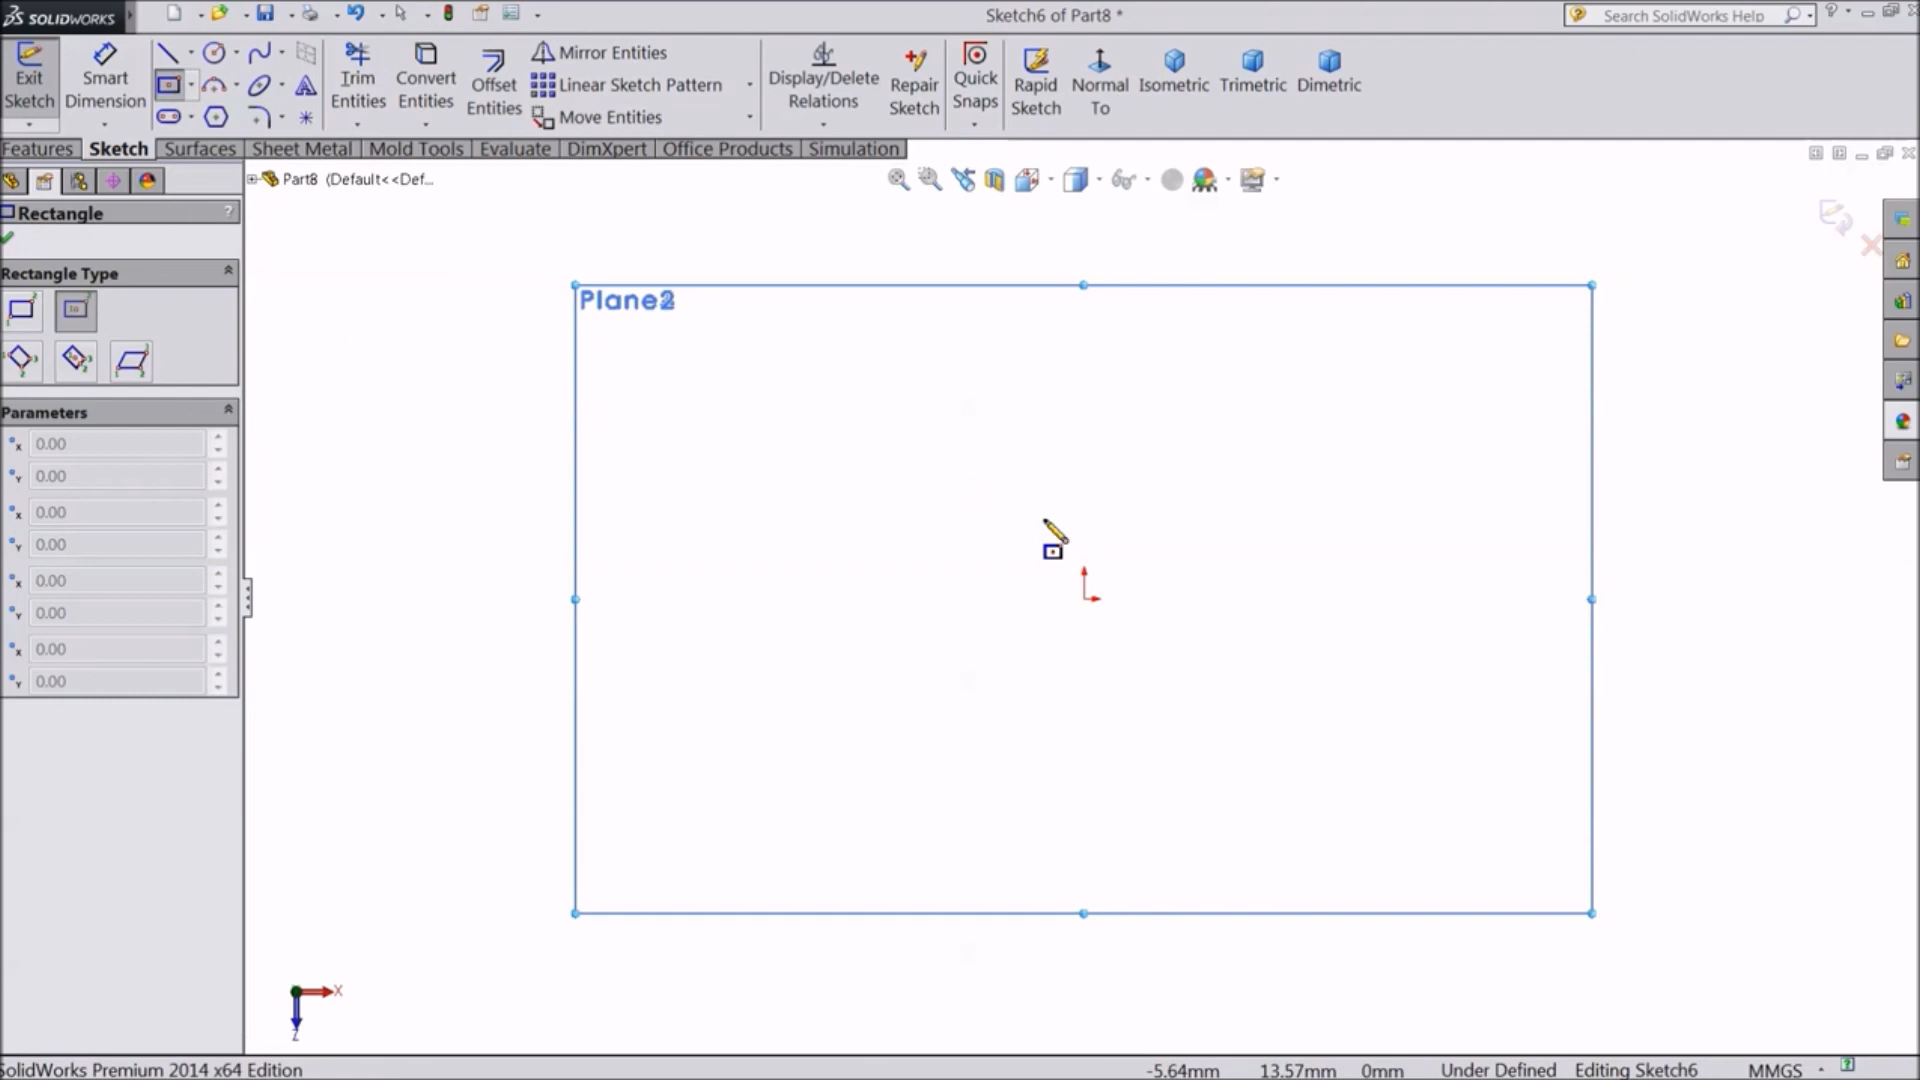 SOLIDWORKS
Sketch6 of Part8 *
Search SolidWorks Help
Exit Sketch
Smart Dimension
Trim Entities
Convert Entities
Offset Entities
Mirror Entities
Linear Sketch Pattern
Move Entities
Display/Delete Relations
Repair Sketch
Quick Snaps
Rapid Sketch
Normal To
Isometric
Trimetric
Dimetric
Features
Sketch
Surfaces
Sheet Metal
Mold Tools
Evaluate
DimXpert
Office Products
Simulation
Part8 (Default<<Def...
Rectangle
?
Rectangle Type
Parameters
x 0.00
Y 0.00
x 0.00
Y 0.00
x 0.00
Y 0.00
x 0.00
Y 0.00
Plane2
X
Z
SolidWorks Premium 2014 x64 Edition
-5.64mm
13.57mm
0mm
Under Defined
Editing Sketch6
MMGS